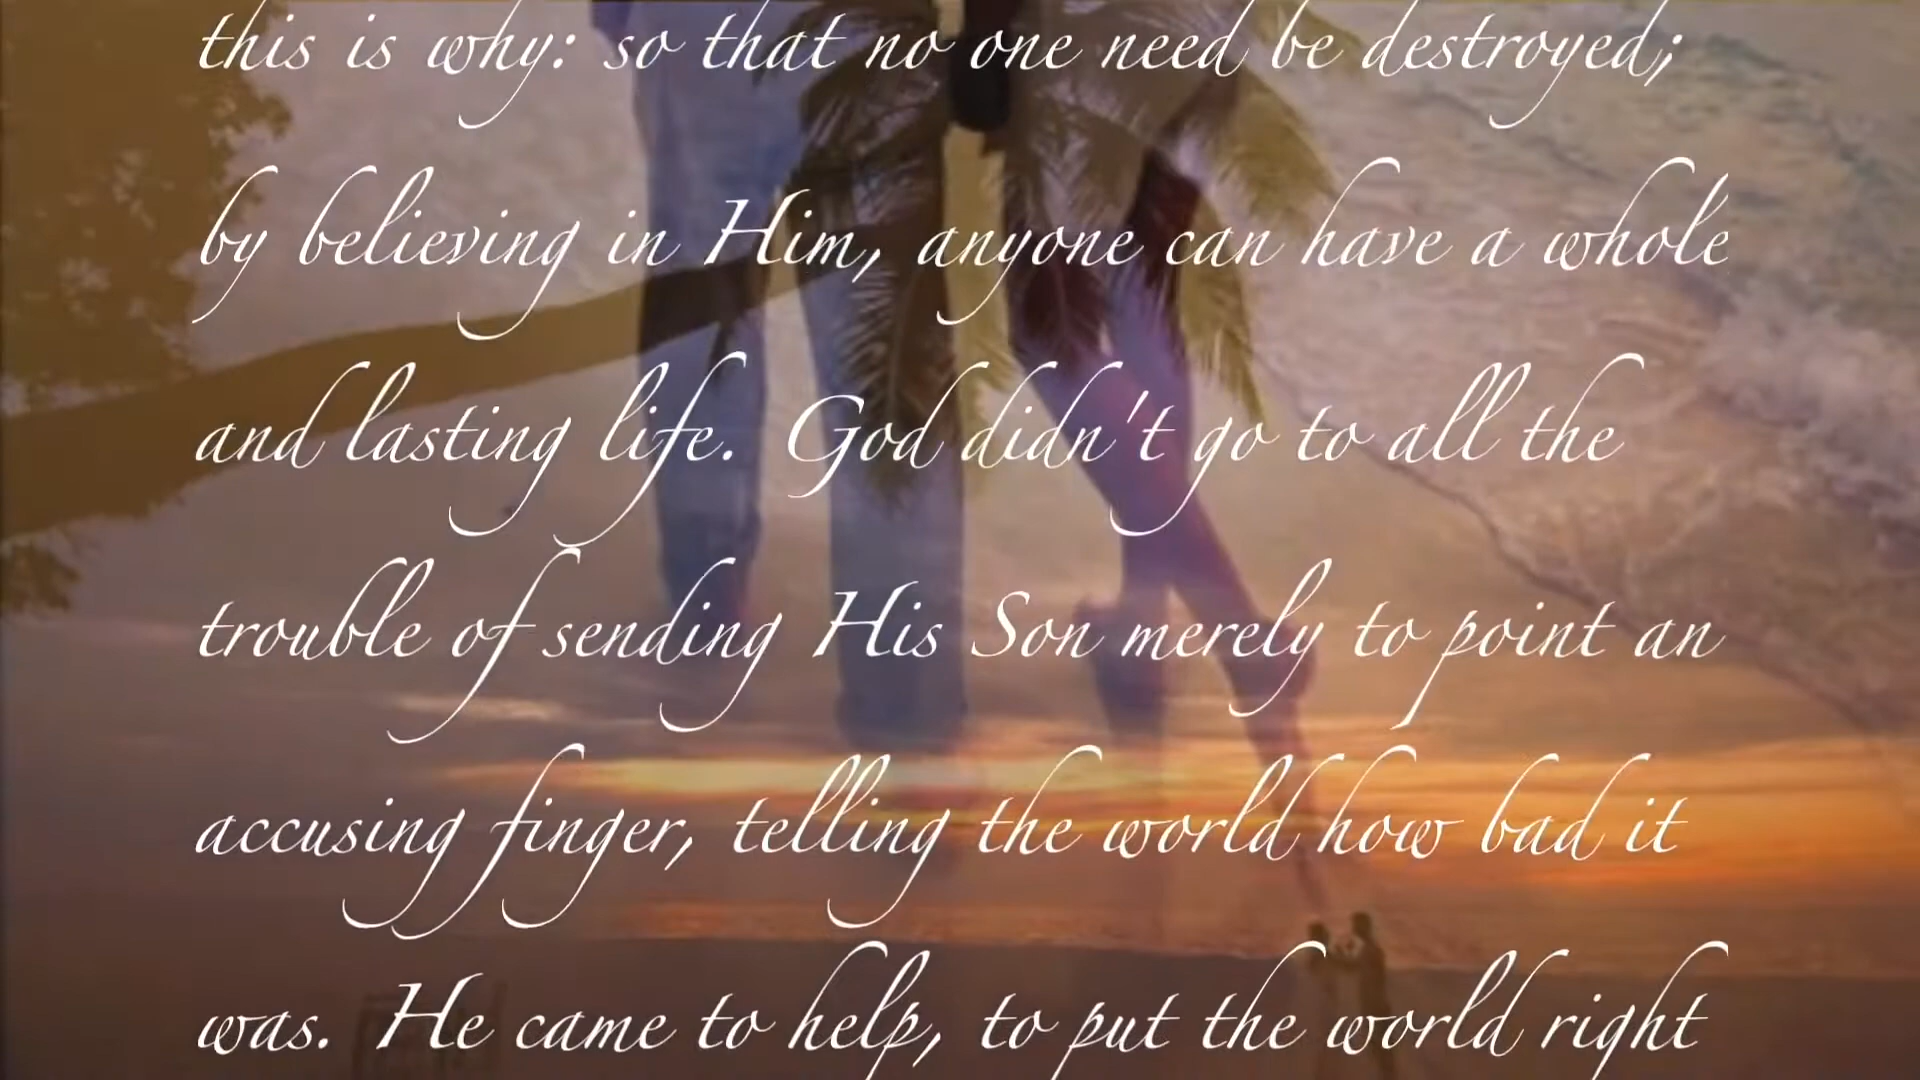 this is why: so that no one need be destroyed;
by believing in Him, anyone can have a whole
and lasting life. God didn't go to all the
trouble of sending His Son merely to point an
accusing finger, telling the world how bad it
was. He came to help, to put the world right